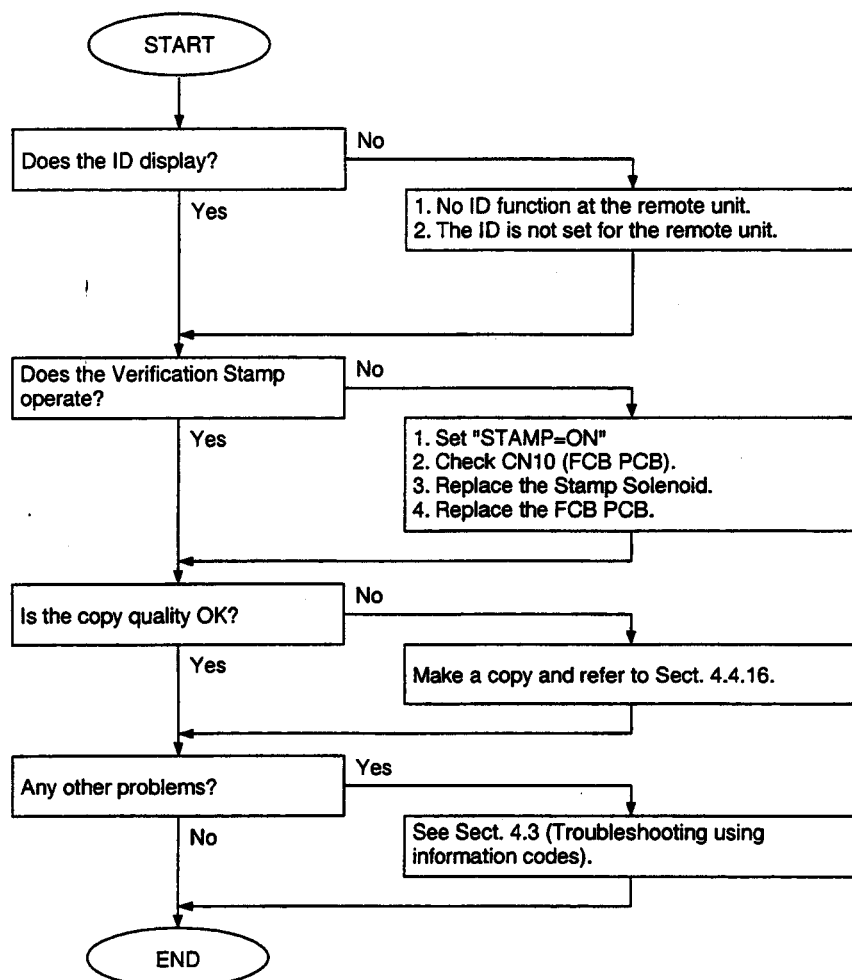 START
Does the ID display?
No
Yes
1. No ID function at the remote unit.
2. The ID is not set for the remote unit.
Does the Verification Stamp
operate?
No
Yes
1. Set "STAMP=ON"
2. Check CN10 (FCB PCB).
3. Replace the Stamp Solenoid.
4. Replace the FCB PCB.
Is the copy quality OK?
No
Yes
Make a copy and refer to Sect. 4.4.16.
Any other problems?
Yes
No
See Sect. 4.3 (Troubleshooting using
information codes).
END